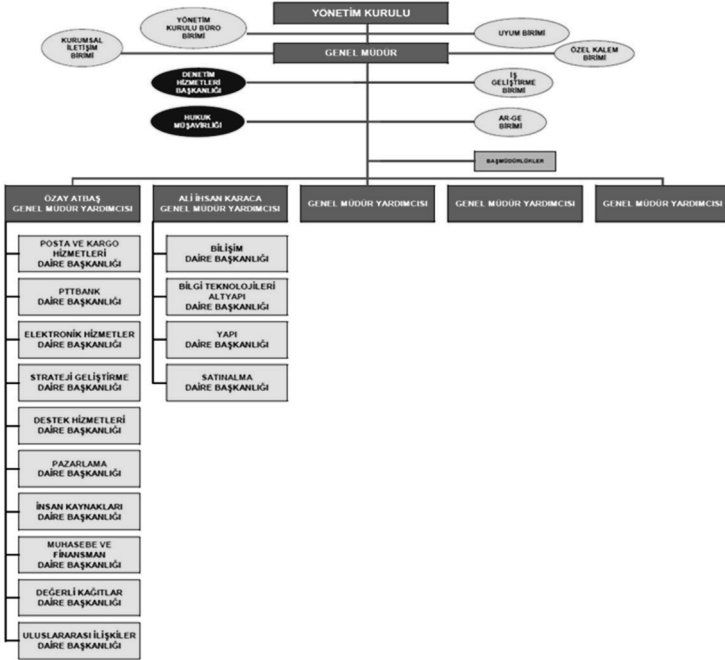 YÖNETİM KURULU
YÖNETİM
KURULU BÜRO
BİRİMİ
UYUM BİRİMİ
KURUMSAL
İLETİŞİM
BİRİMİ
GENEL MÜDÜR
ÖZEL KALEM
BİRİMİ
DENETİM
HİZMETLERİ
BAŞKANLIĞI
İŞ
GELİŞTİRME
BİRİMİ
HUKUK
MÜŞAVİRLİĞİ
AR-GE
BİRİMİ
BAŞMÜDÜRLÜKLER
ÖZAY ATBAŞ
GENEL MÜDÜR YARDIMCISI
ALİ İHSAN KARACA
GENEL MÜDÜR YARDIMCISI
GENEL MÜDÜR YARDIMCISI
GENEL MÜDÜR YARDIMCISI
GENEL MÜDÜR YARDIMCISI
POSTA VE KARGO
HİZMETLERİ
DAİRE BAŞKANLIĞI
PTTBANK
DAİRE BAŞKANLIĞI
ELEKTRONİK HİZMETLER
DAİRE BAŞKANLIĞI
STRATEJİ GELİŞTİRME
DAİRE BAŞKANLIĞI
DESTEK HİZMETLERİ
DAİRE BAŞKANLIĞI
PAZARLAMA
DAİRE BAŞKANLIĞI
İNSAN KAYNAKLARI
DAİRE BAŞKANLIĞI
MUHASEBE VE
FİNANSMAN
DAİRE BAŞKANLIĞI
DEĞERLİ KAĞITLAR
DAİRE BAŞKANLIĞI
ULUSLARARASI İLİŞKİLER
DAİRE BAŞKANLIĞI
BİLİŞİM
DAİRE BAŞKANLIĞI
BİLGİ TEKNOLOJİLERİ
ALTYAPI
DAİRE BAŞKANLIĞI
YAPI
DAİRE BAŞKANLIĞI
SATINALMA
DAİRE BAŞKANLIĞI